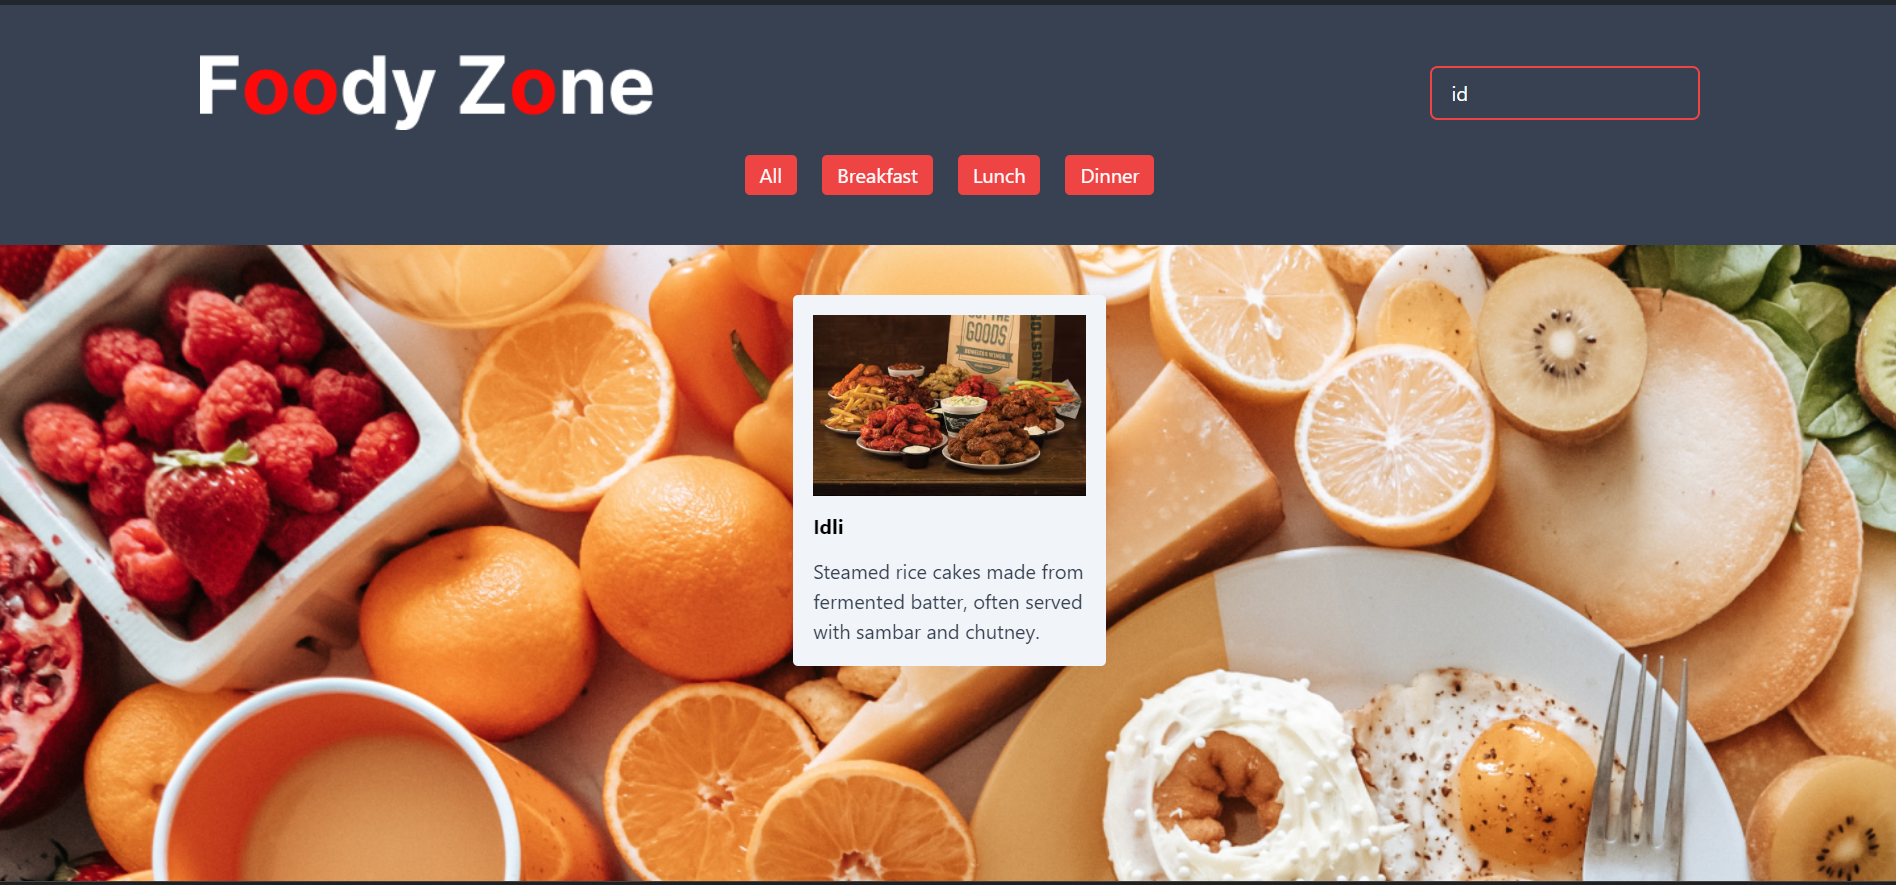 Foody Zone
id
All Breakfast Lunch Dinner
GOODS
Idli
Steamed rice cakes made from
fermented batter, often served
with sambar and chutney.